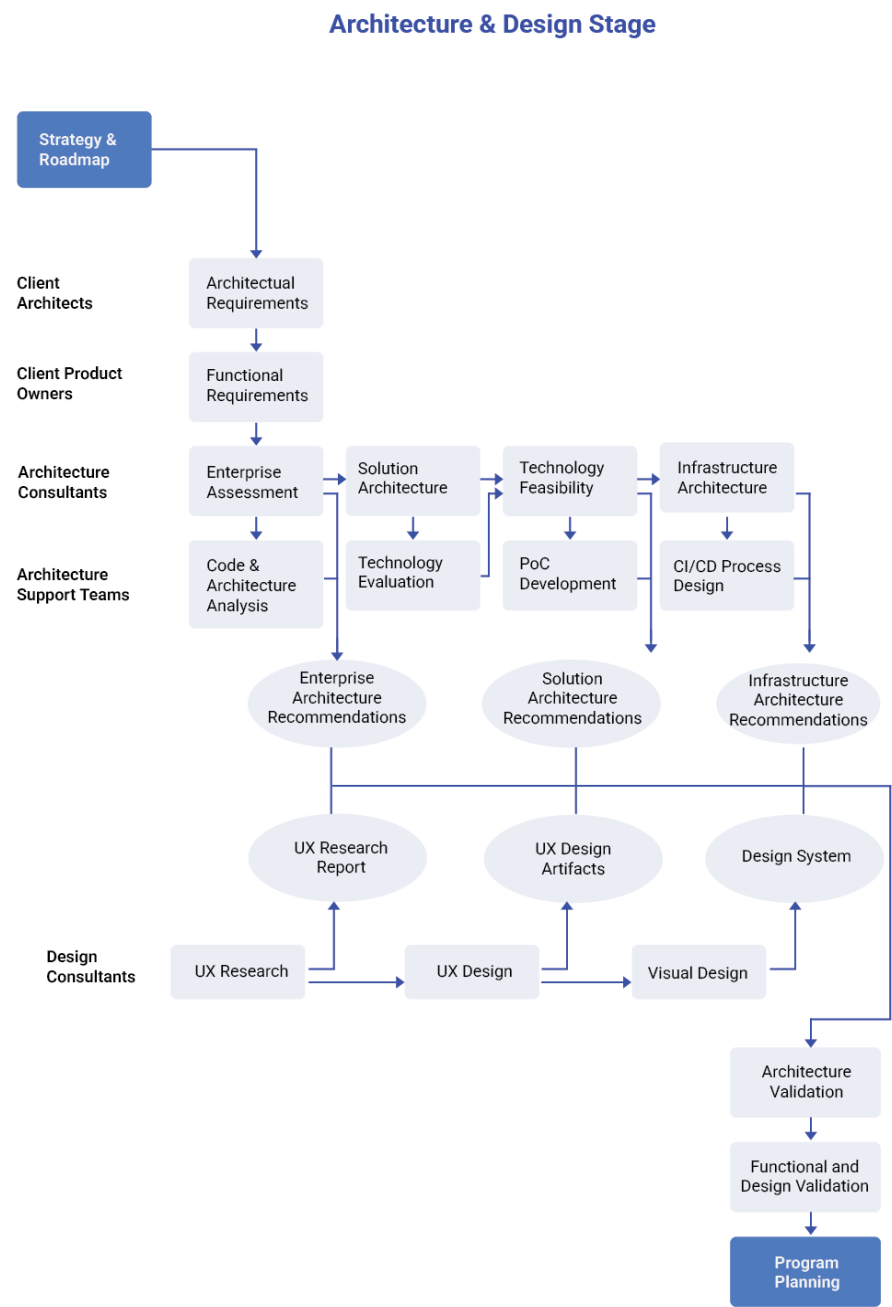 Architecture & Design Stage
Strategy &
Roadmap
Client
Architects
Architectual
Requirements
Client Product
Owners
Functional
Requirements
Architecture
Consultants
Enterprise
Assessment
Solution
Architecture
Technology
Feasibility
Infrastructure
Architecture
Architecture
Support Teams
Code &
Architecture
Analysis
Technology
Evaluation
PoC
Development
CI/CD Process
Design
Enterprise
Architecture
Recommendations
Solution
Architecture
Recommendations
Infrastructure
Architecture
Recommendations
UX Research
Report
UX Design
Artifacts
Design System
Design
Consultants
UX Research
UX Design
Visual Design
Architecture
Validation
Functional and
Design Validation
Program
Planning